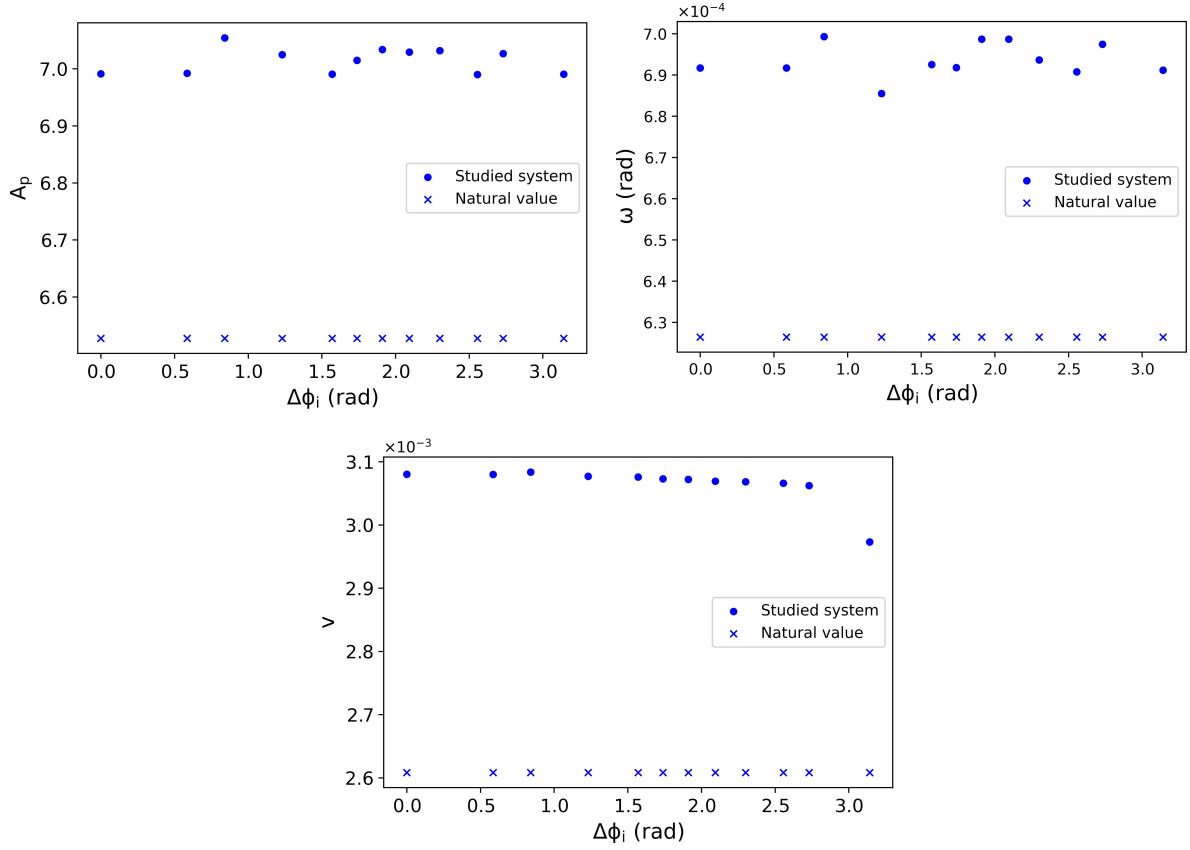 7.0
6.9
6.8
6.7
6.6
A_p
0.0 0.5 1.0 1.5 2.0 2.5 3.0
Δϕ_i (rad)
Studied system
Natural value
×10⁻⁴
7.0
6.9
6.8
6.7
6.6
6.5
6.4
6.3
ω (rad)
0.0 0.5 1.0 1.5 2.0 2.5 3.0
Δϕ_i (rad)
Studied system
Natural value
×10⁻³
3.1
3.0
2.9
2.8
2.7
2.6
v
0.0 0.5 1.0 1.5 2.0 2.5 3.0
Δϕ_i (rad)
Studied system
Natural value